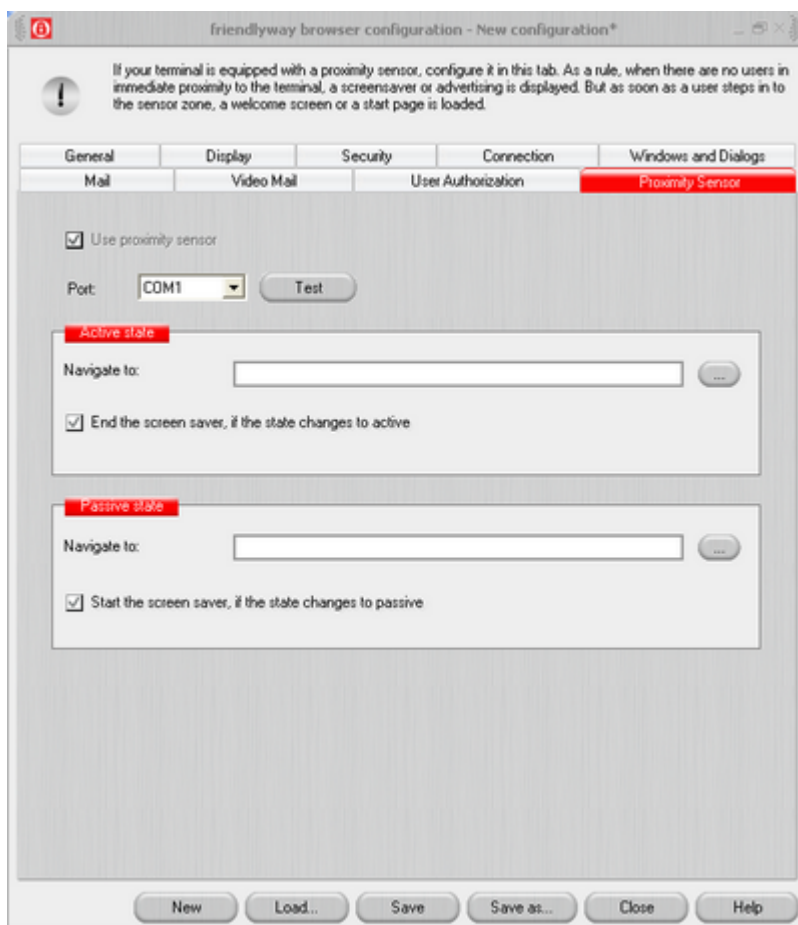 friendlyway browser configuration - New configuration*
If your terminal is equipped with a proximity sensor, configure it in this tab. As a rule, when there are no users in
immediate proximity to the terminal, a screensaver or advertising is displayed. But as soon as a user steps in to
the sensor zone, a welcome screen or a start page is loaded.
General Display Security Connection Windows and Dialogs
Mail Video Mail User Authorization Proximity Sensor
Use proximity sensor
Port: COM1 Test
Active state
Navigate to: ...
End the screen saver, if the state changes to active
Passive state
Navigate to: ...
Start the screen saver, if the state changes to passive
New Load... Save Save as... Close Help